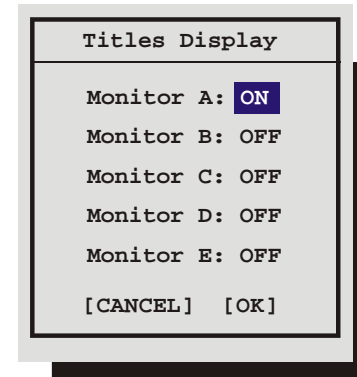 Titles Display
Monitor A: ON
Monitor B: OFF
Monitor C: OFF
Monitor D: OFF
Monitor E: OFF
[CANCEL] [OK]